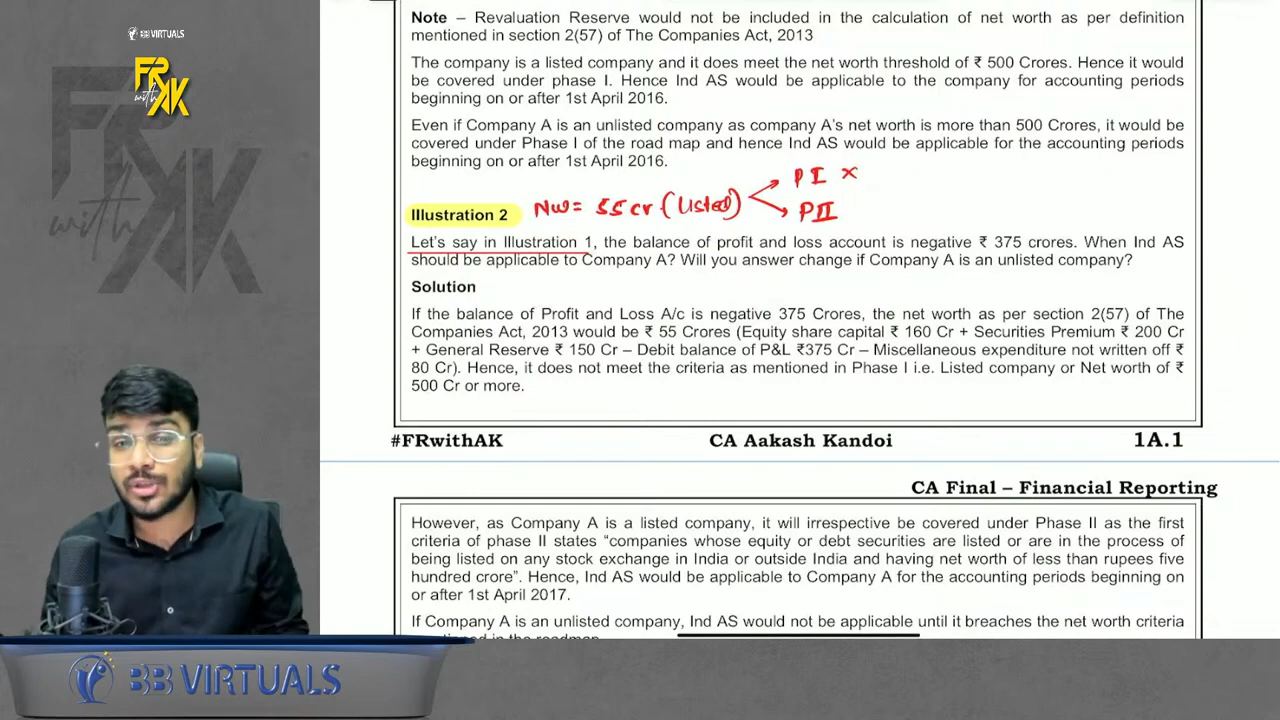 BB VIRTUALS
FR
with
AK
FR
with
AK
Note – Revaluation Reserve would not be included in the calculation of net worth as per definition
mentioned in section 2(57) of The Companies Act, 2013
The company is a listed company and it does meet the net worth threshold of ₹ 500 Crores. Hence it would
be covered under phase I. Hence Ind AS would be applicable to the company for accounting periods
beginning on or after 1st April 2016.
Even if Company A is an unlisted company as company A's net worth is more than 500 Crores, it would be
covered under Phase I of the road map and hence Ind AS would be applicable for the accounting periods
beginning on or after 1st April 2016.
PI ×
Illustration 2 NW = 55 cr (Listed)
PII
Let's say in Illustration 1, the balance of profit and loss account is negative ₹ 375 crores. When Ind AS
should be applicable to Company A? Will you answer change if Company A is an unlisted company?
Solution
If the balance of Profit and Loss A/c is negative 375 Crores, the net worth as per section 2(57) of The
Companies Act, 2013 would be ₹ 55 Crores (Equity share capital ₹ 160 Cr + Securities Premium ₹ 200 Cr
+ General Reserve ₹ 150 Cr – Debit balance of P&L ₹375 Cr – Miscellaneous expenditure not written off ₹
80 Cr). Hence, it does not meet the criteria as mentioned in Phase I i.e. Listed company or Net worth of ₹
500 Cr or more.
#FRwithAK CA Aakash Kandoi 1A.1
CA Final – Financial Reporting
However, as Company A is a listed company, it will irrespective be covered under Phase II as the first
criteria of phase II states “companies whose equity or debt securities are listed or are in the process of
being listed on any stock exchange in India or outside India and having net worth of less than rupees five
hundred crore”. Hence, Ind AS would be applicable to Company A for the accounting periods beginning on
or after 1st April 2017.
If Company A is an unlisted company, Ind AS would not be applicable until it breaches the net worth criteria
in the roadmap
BB VIRTUALS